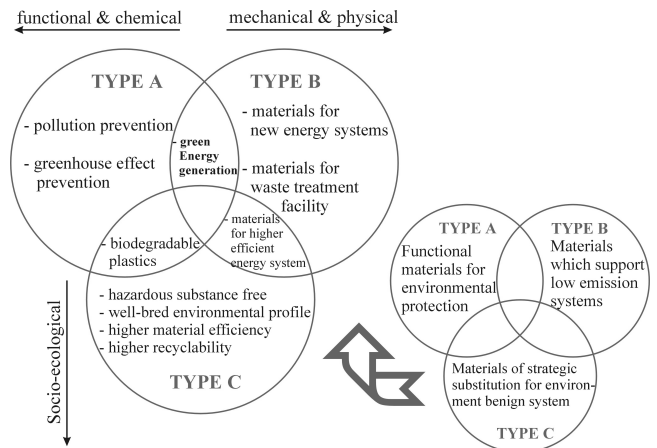 functional & chemical
mechanical & physical
TYPE A
- pollution prevention
- greenhouse effect
prevention
TYPE B
- materials for
new energy systems
- materials for
waste treatment
facility
- green
Energy
generation
- biodegradable
plastics
- materials
for higher
efficient
energy system
- hazardous substance free
- well-bred environmental profile
- higher material efficiency
- higher recyclability
TYPE C
Socio-ecological
TYPE A
Functional
materials for
environmental
protection
TYPE B
Materials
which support
low emission
systems
Materials of strategic
substitution for environ-
ment benign system
TYPE C